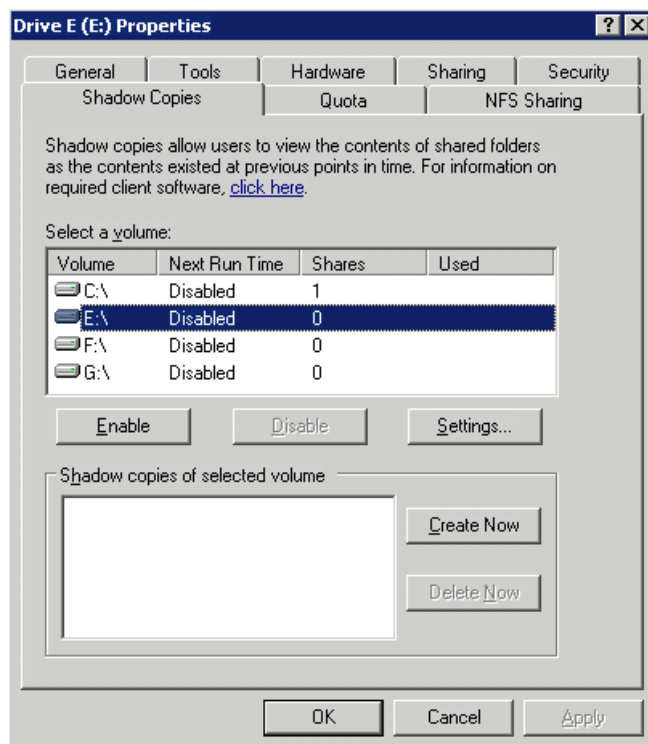 Drive E (E:) Properties
General Tools Hardware Sharing Security
Shadow Copies Quota NFS Sharing
Shadow copies allow users to view the contents of shared folders
as the contents existed at previous points in time. For information on
required client software, click here.
Select a volume:
Volume Next Run Time Shares Used
C:\ Disabled 1
E:\ Disabled 0
F:\ Disabled 0
G:\ Disabled 0
Enable Disable Settings...
Shadow copies of selected volume
Create Now
Delete Now
OK Cancel Apply